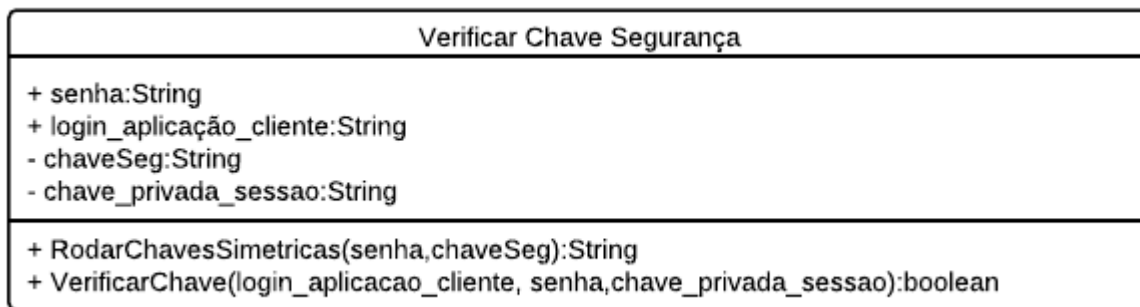 Verificar Chave Segurança
+ senha:String
+ login_aplicação_cliente:String
- chaveSeg:String
- chave_privada_sessao:String
+ RodarChavesSimetricas(senha,chaveSeg):String
+ VerificarChave(login_aplicacao_cliente, senha,chave_privada_sessao):boolean